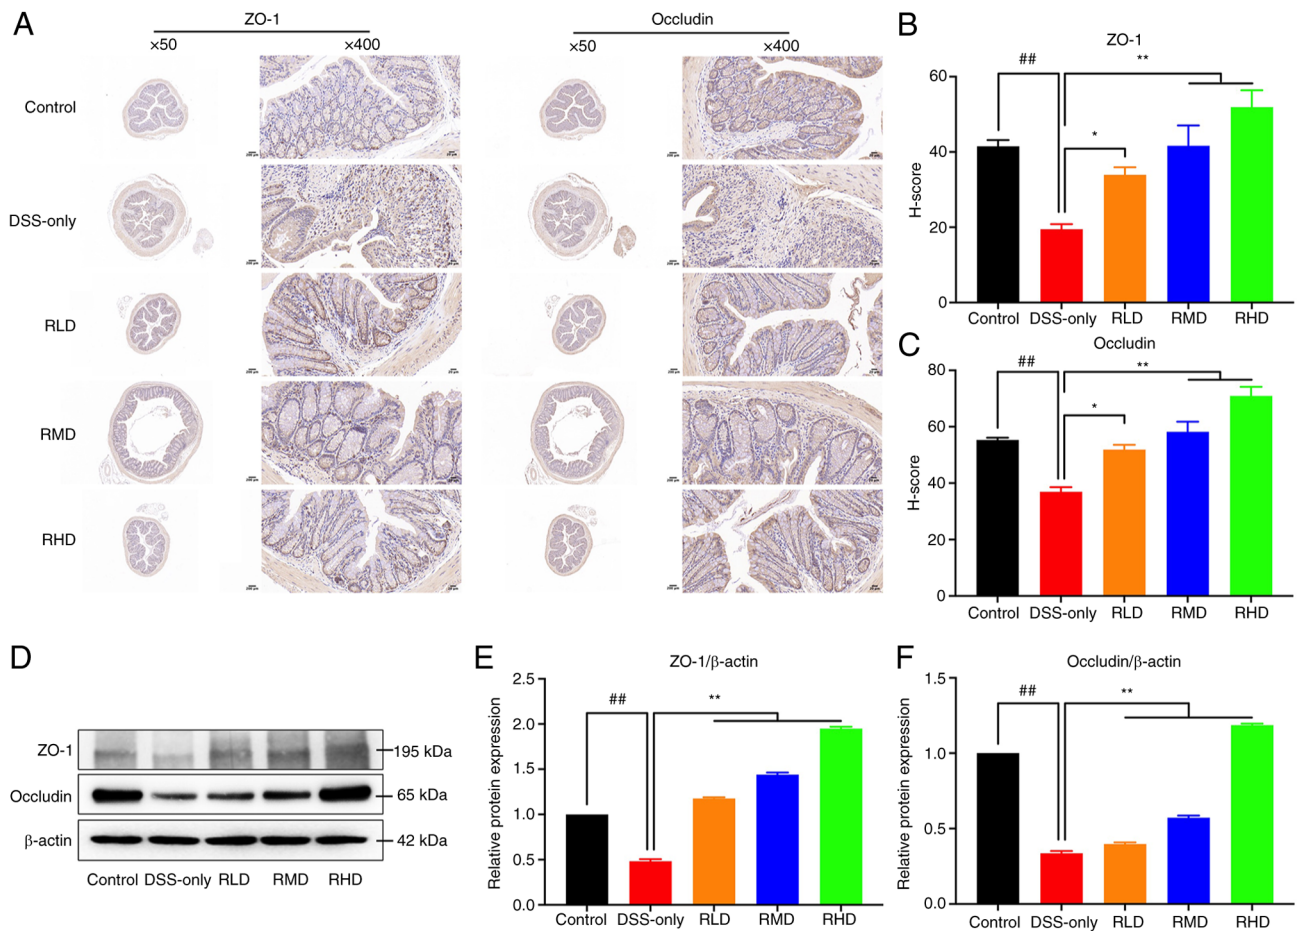 A
ZO-1
Occludin
×50
×400
×50
×400
Control
DSS-only
RLD
RMD
RHD
B
ZO-1
##
**
*
H-score
60
40
20
0
Control DSS-only RLD RMD RHD
C
Occludin
##
**
*
H-score
80
60
40
20
0
Control DSS-only RLD RMD RHD
D
ZO-1
195 kDa
Occludin
65 kDa
β-actin
42 kDa
Control DSS-only RLD RMD RHD
E
ZO-1/β-actin
##
**
Relative protein expression
2.5
2.0
1.5
1.0
0.5
0.0
Control DSS-only RLD RMD RHD
F
Occludin/β-actin
##
**
Relative protein expression
1.5
1.0
0.5
0.0
Control DSS-only RLD RMD RHD